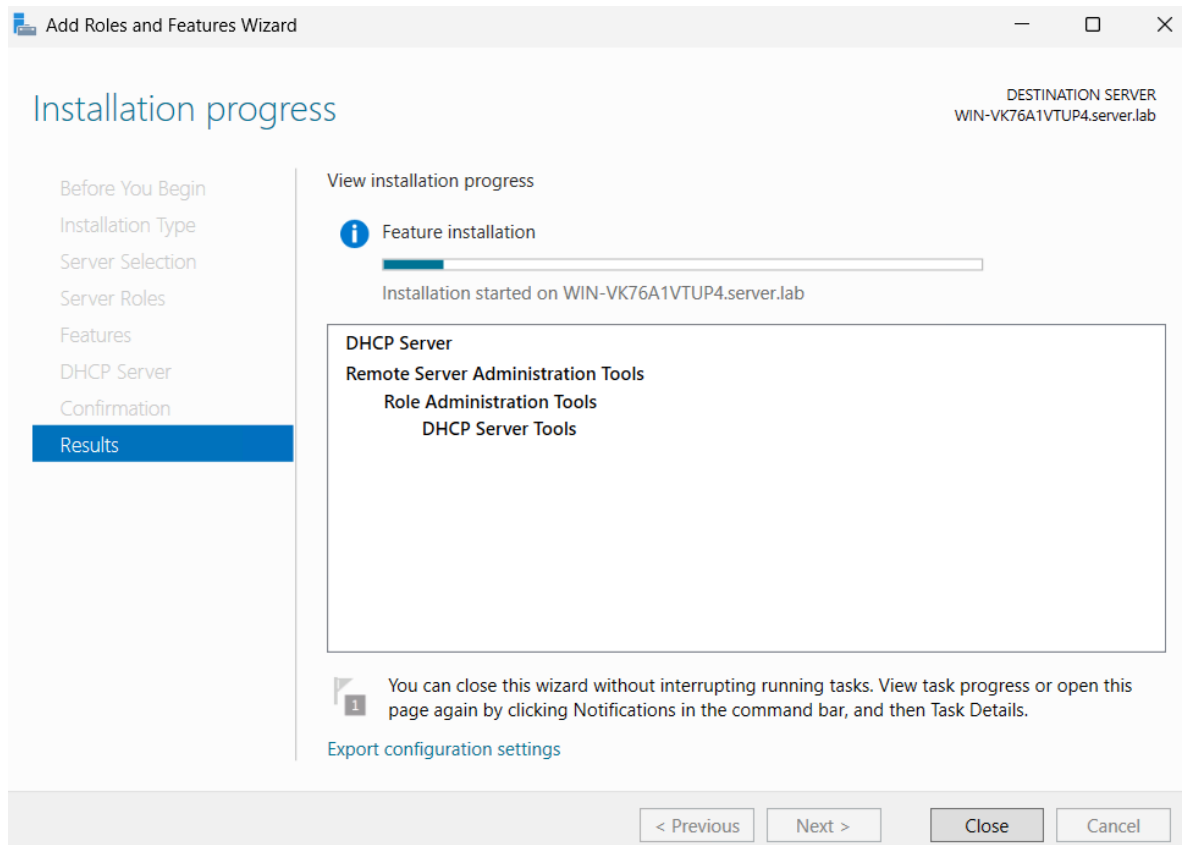 Add Roles and Features Wizard
Installation progress
DESTINATION SERVER
WIN-VK76A1VTUP4.server.lab
Before You Begin
Installation Type
Server Selection
Server Roles
Features
DHCP Server
Confirmation
Results
View installation progress
Feature installation
Installation started on WIN-VK76A1VTUP4.server.lab
DHCP Server
Remote Server Administration Tools
Role Administration Tools
DHCP Server Tools
1
You can close this wizard without interrupting running tasks. View task progress or open this
page again by clicking Notifications in the command bar, and then Task Details.
Export configuration settings
< Previous
Next >
Close
Cancel